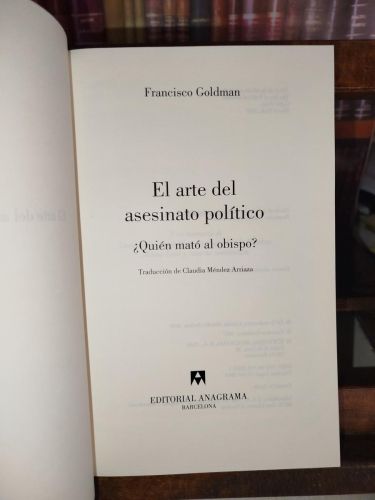 Francisco Goldman
El arte del
asesinato político
¿Quién mató al obispo?
Traducción de Claudia Méndez Arriaza
EDITORIAL ANAGRAMA
BARCELONA